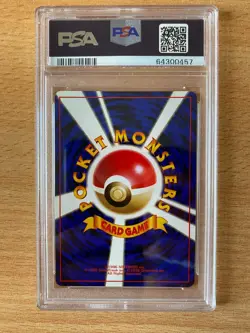 PSA
PSA
64300457
POCKET MONSTERS
CARD GAME